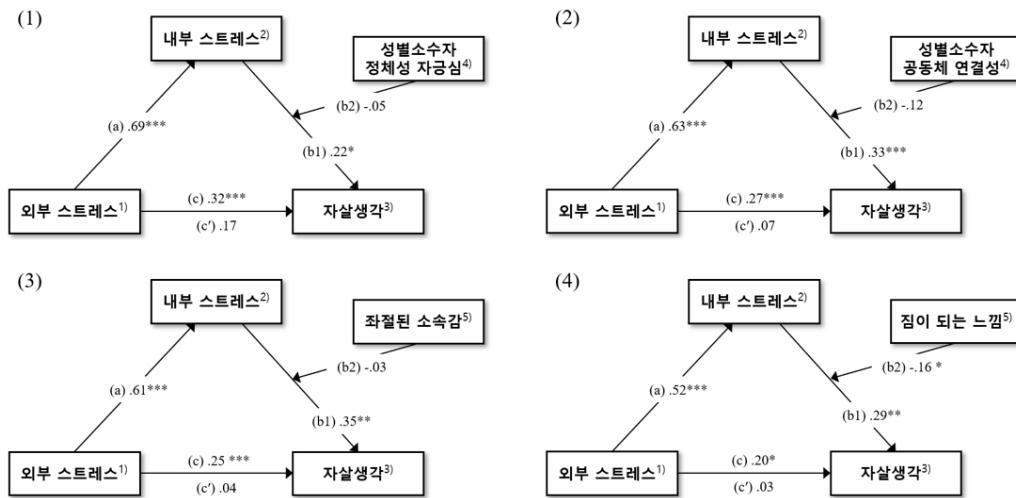 (1)
내부 스트레스2)
성별소수자
정체성 자긍심4)
(b2) -.05
(a) .69***
(b1) .22*
외부 스트레스1)
(c) .32***
(c′) .17
자살생각3)
(2)
내부 스트레스2)
성별소수자
공동체 연결성4)
(b2) -.12
(a) .63***
(b1) .33***
외부 스트레스1)
(c) .27***
(c′) .07
자살생각3)
(3)
내부 스트레스2)
좌절된 소속감5)
(b2) -.03
(a) .61***
(b1) .35**
외부 스트레스1)
(c) .25 ***
(c′) .04
자살생각3)
(4)
내부 스트레스2)
짐이 되는 느낌5)
(b2) -.16 *
(a) .52***
(b1) .29**
외부 스트레스1)
(c) .20*
(c′) .03
자살생각3)